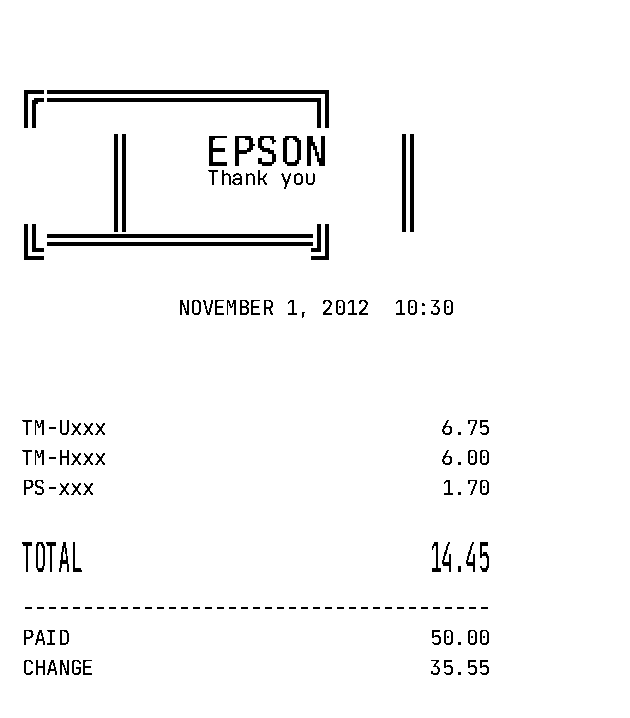 EPSON
Thank you
NOVEMBER 1, 2012  10:30
TM-Uxxx 6.75
TM-Hxxx 6.00
PS-xxx 1.70
TOTAL 14.45
---------------------------------------
PAID 50.00
CHANGE 35.55